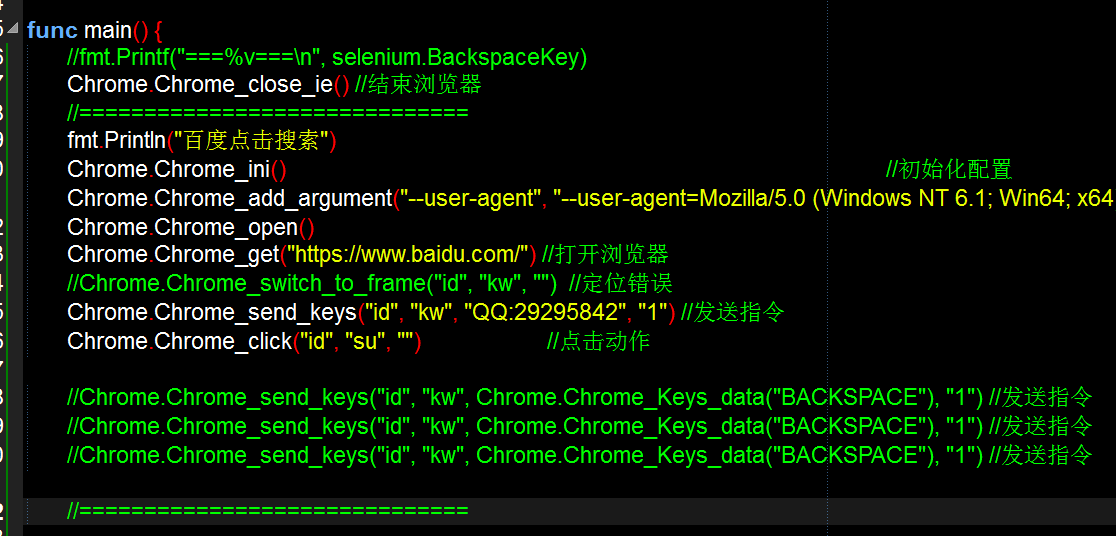 func main() {
//fmt.Printf("===%v===\n", selenium.BackspaceKey)
Chrome.Chrome_close_ie() //结束浏览器
//==============================
fmt.Println("百度点击搜索")
Chrome.Chrome_ini() //初始化配置
Chrome.Chrome_add_argument("--user-agent", "--user-agent=Mozilla/5.0 (Windows NT 6.1; Win64; x64
Chrome.Chrome_open()
Chrome.Chrome_get("https://www.baidu.com/") //打开浏览器
//Chrome.Chrome_switch_to_frame("id", "kw", "") //定位错误
Chrome.Chrome_send_keys("id", "kw", "QQ:29295842", "1") //发送指令
Chrome.Chrome_click("id", "su", "") //点击动作
//Chrome.Chrome_send_keys("id", "kw", Chrome.Chrome_Keys_data("BACKSPACE"), "1") //发送指令
//Chrome.Chrome_send_keys("id", "kw", Chrome.Chrome_Keys_data("BACKSPACE"), "1") //发送指令
//Chrome.Chrome_send_keys("id", "kw", Chrome.Chrome_Keys_data("BACKSPACE"), "1") //发送指令
//==============================